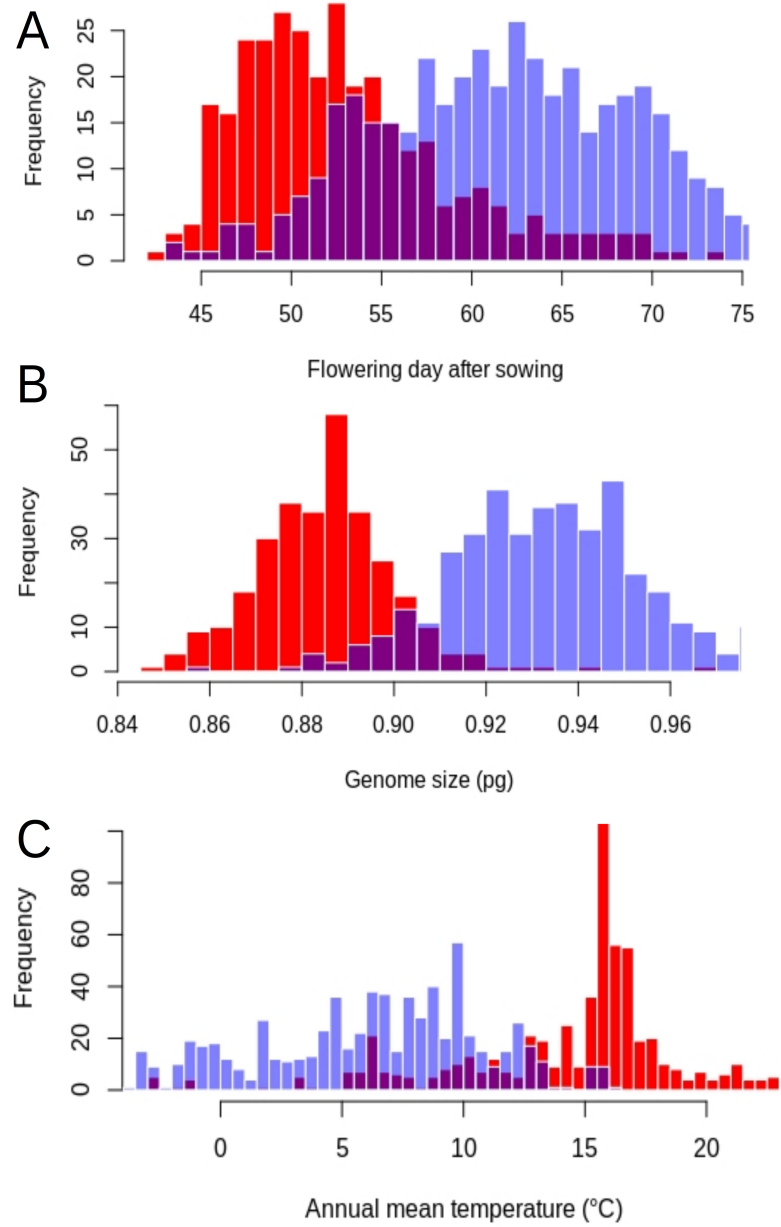 A
Frequency
0 5 10 15 20 25
45 50 55 60 65 70 75
Flowering day after sowing
B
Frequency
0 10 30 50
0.84 0.86 0.88 0.90 0.92 0.94 0.96
Genome size (pg)
C
Frequency
0 20 40 60 80
0 5 10 15 20
Annual mean temperature (°C)